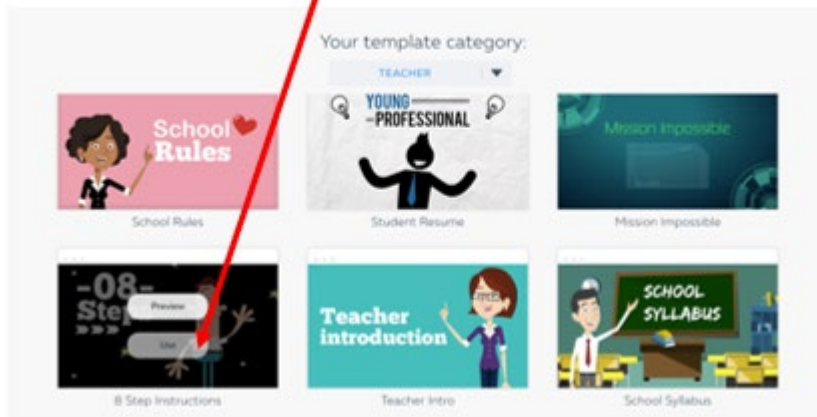 Your template category:
TEACHER
School
Rules
YOUNG
-PROFESSIONAL
Mission Impossible
School Rules
Student Resume
Mission Impossible
-08-
Step
Preview
Use
Teacher
introduction
SCHOOL
SYLLABUS
8 Step Instructions
Teacher Intro
School Syllabus